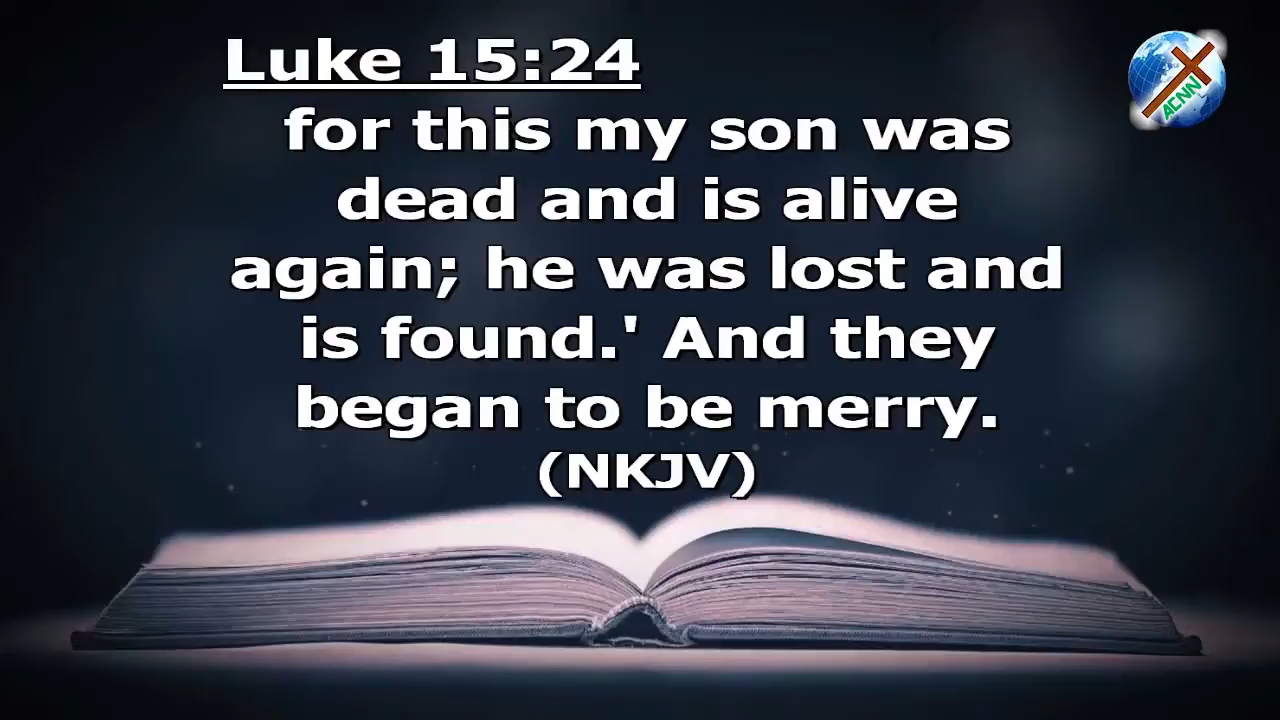 Luke 15:24
for this my son was
dead and is alive
again; he was lost and
is found.' And they
began to be merry.
(NKJV)
ACNN